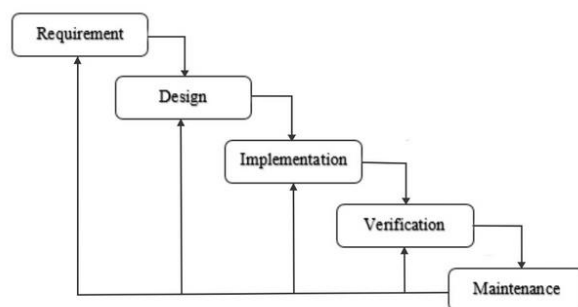 Requirement
Design
Implementation
Verification
Maintenance